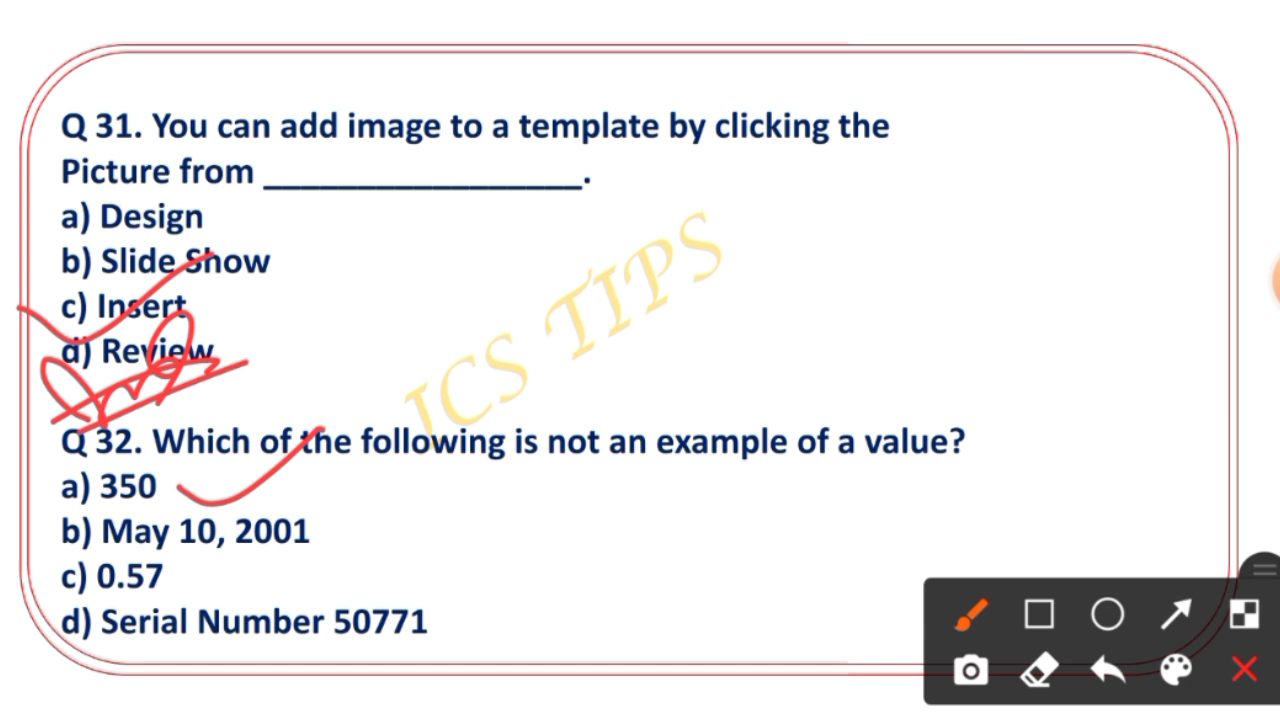 Q 31. You can add image to a template by clicking the
Picture from _________________.
a) Design
b) Slide Show
c) Insert
d) Review
ICS TIPS
Q 32. Which of the following is not an example of a value?
a) 350
b) May 10, 2001
c) 0.57
d) Serial Number 50771